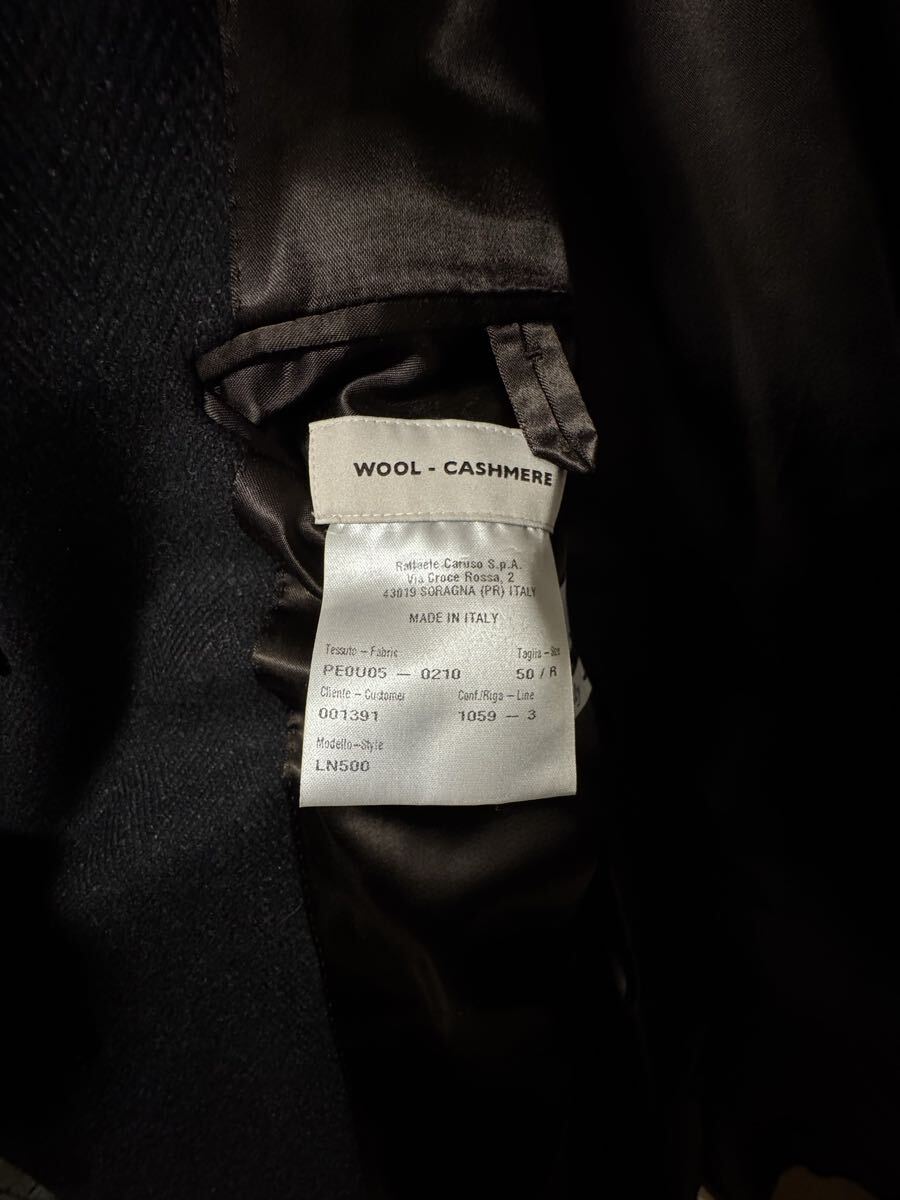 WOOL - CASHMERE
Raffaele Caruso S.p.A.
Via Croce Rossa, 2
43019 SORAGNA (PR) ITALY
MADE IN ITALY
Tessuto - Fabris Taglia - Size
PE0U05 - 0210 50 / R
Cliente - Customer Conf./Riga - Line
001391 1059 - 3
Modello - Style
LN500